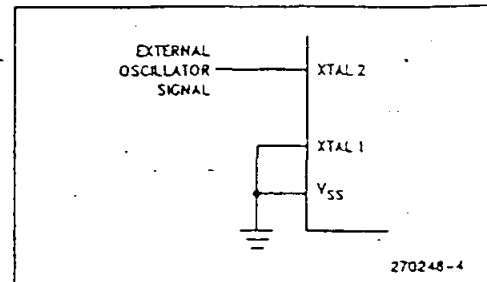 EXTERNAL
OSCILLATOR
SIGNAL
XTAL 2
XTAL 1
VSS
270248-4